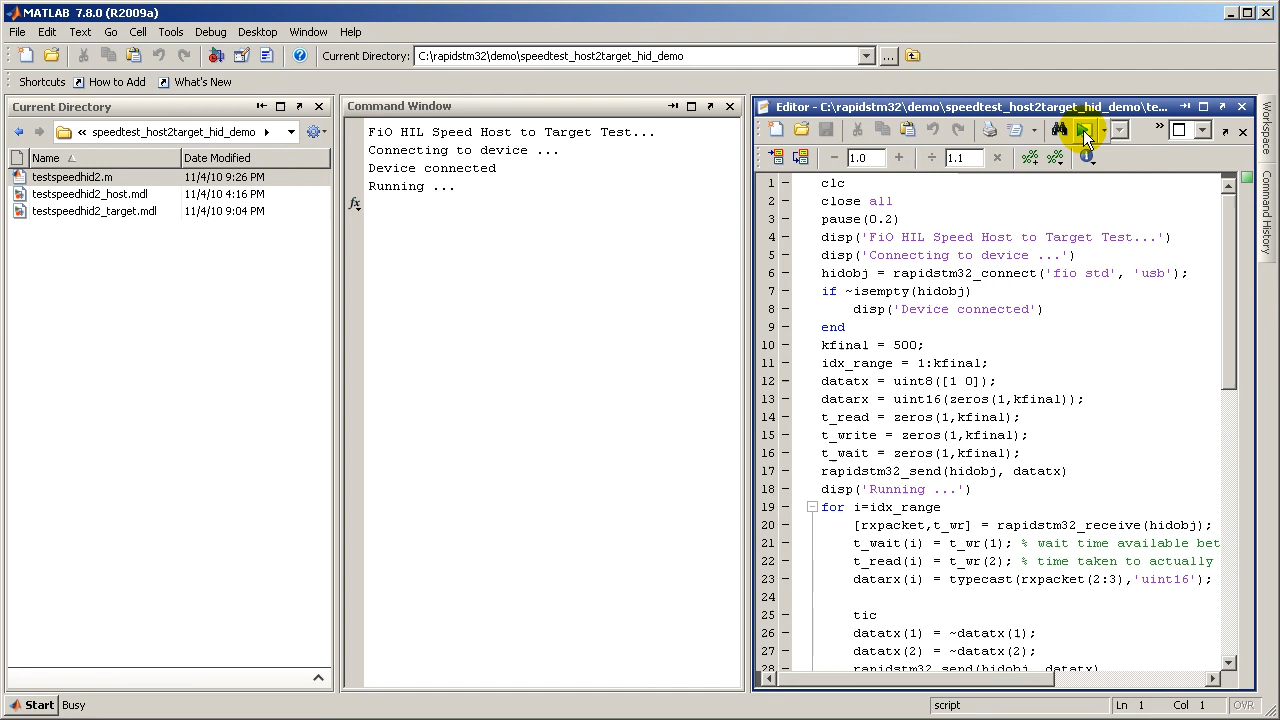 MATLAB 7.8.0 (R2009a)
File Edit Text Go Cell Tools Debug Desktop Window Help
Current Directory: C:\rapidstm32\demo\speedtest_host2target_hid_demo
Shortcuts How to Add What's New
Current Directory
« speedtest_host2target_hid_demo
Name Date Modified
testspeedhid2.m 11/4/10 9:26 PM
testspeedhid2_host.mdl 11/4/10 4:16 PM
testspeedhid2_target.mdl 11/4/10 9:04 PM
Command Window
FiO HIL Speed Host to Target Test...
Connecting to device ...
Device connected
Running ...
fx
Editor - C:\rapidstm32\demo\speedtest_host2target_hid_demo\te...
1.0 1.1
1 clc
2 close all
3 pause(0.2)
4 disp('FiO HIL Speed Host to Target Test...')
5 disp('Connecting to device ...')
6 hidobj = rapidstm32_connect('fio std', 'usb');
7 if ~isempty(hidobj)
8 disp('Device connected')
9 end
10 kfinal = 500;
11 idx_range = 1:kfinal;
12 datatx = uint8([1 0]);
13 datarx = uint16(zeros(1,kfinal));
14 t_read = zeros(1,kfinal);
15 t_write = zeros(1,kfinal);
16 t_wait = zeros(1,kfinal);
17 rapidstm32_send(hidobj, datatx)
18 disp('Running ...')
19 for i=idx_range
20 [rxpacket,t_wr] = rapidstm32_receive(hidobj);
21 t_wait(i) = t_wr(1); % wait time available bet
22 t_read(i) = t_wr(2); % time taken to actually
23 datarx(i) = typecast(rxpacket(2:3),'uint16');
24
25 tic
26 datatx(1) = ~datatx(1);
27 datatx(2) = ~datatx(2);
28 rapidstm32_send(hidobj, datatx)
Workspace
Command History
Start Busy script Ln 1 Col 1 OVR